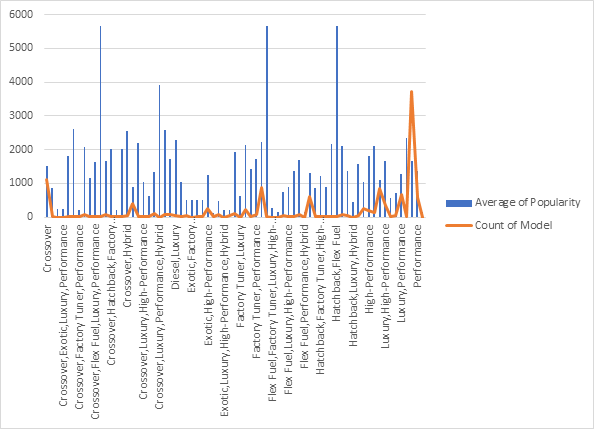 6000
5000
4000
3000
2000
1000
0
Crossover
Crossover,Exotic,Luxury,Performance
Crossover,Factory Tuner,Performance
Crossover,Flex Fuel,Luxury,Performance
Crossover,Hatchback,Factory…
Crossover,Hybrid
Crossover,Luxury,High-Performance
Crossover,Luxury,Performance,Hybrid
Diesel,Luxury
Exotic,Factory…
Exotic,High-Performance
Exotic,Luxury,High-Performance,Hybrid
Factory Tuner,Luxury
Factory Tuner,Performance
Flex Fuel,Factory Tuner,Luxury,High-…
Flex Fuel,Luxury,High-Performance
Flex Fuel,Performance,Hybrid
Hatchback,Factory Tuner,High-…
Hatchback,Flex Fuel
Hatchback,Luxury,Hybrid
High-Performance
Luxury,High-Performance
Luxury,Performance
Performance
Average of Popularity
Count of Model